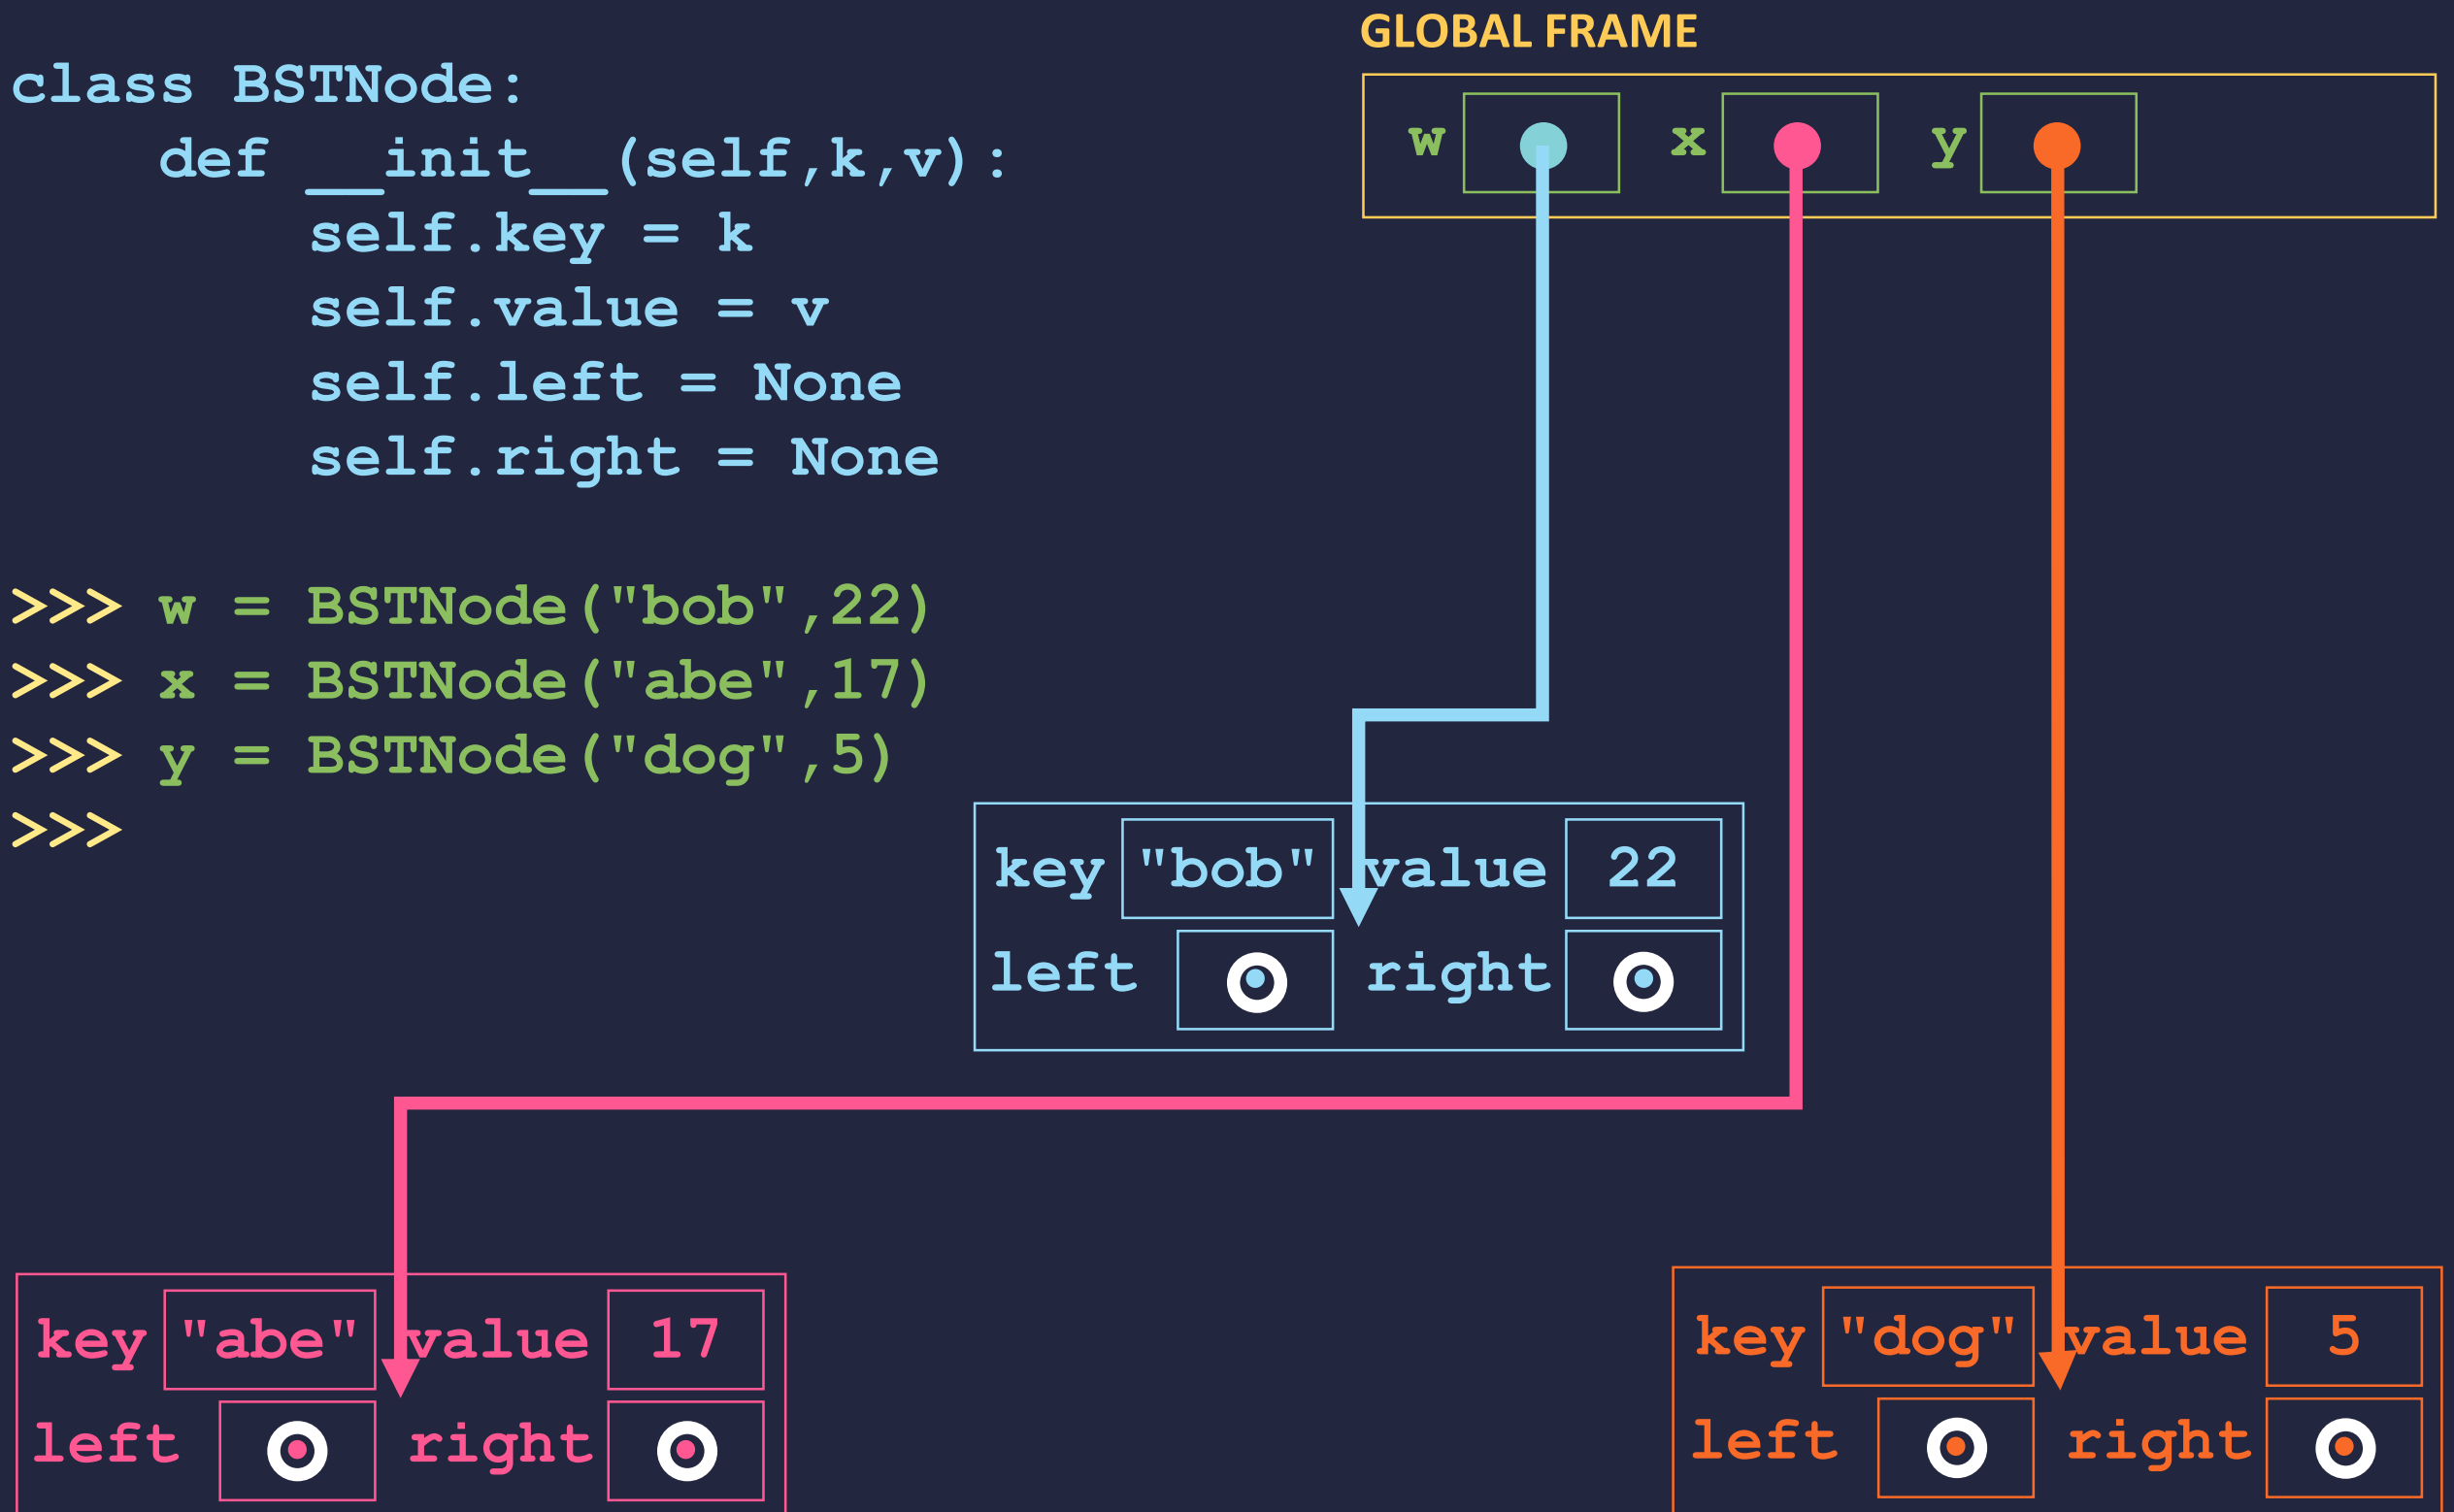 class BSTNode:
    def __init__(self,k,v):
        self.key = k
        self.value = v
        self.left = None
        self.right = None
>>> w = BSTNode("bob",22)
>>> x = BSTNode("abe",17)
>>> y = BSTNode("dog",5)
>>>
GLOBAL FRAME
w x y
key "bob" value 22
left right
key "abe" value 17
left right
key "dog" value 5
left right